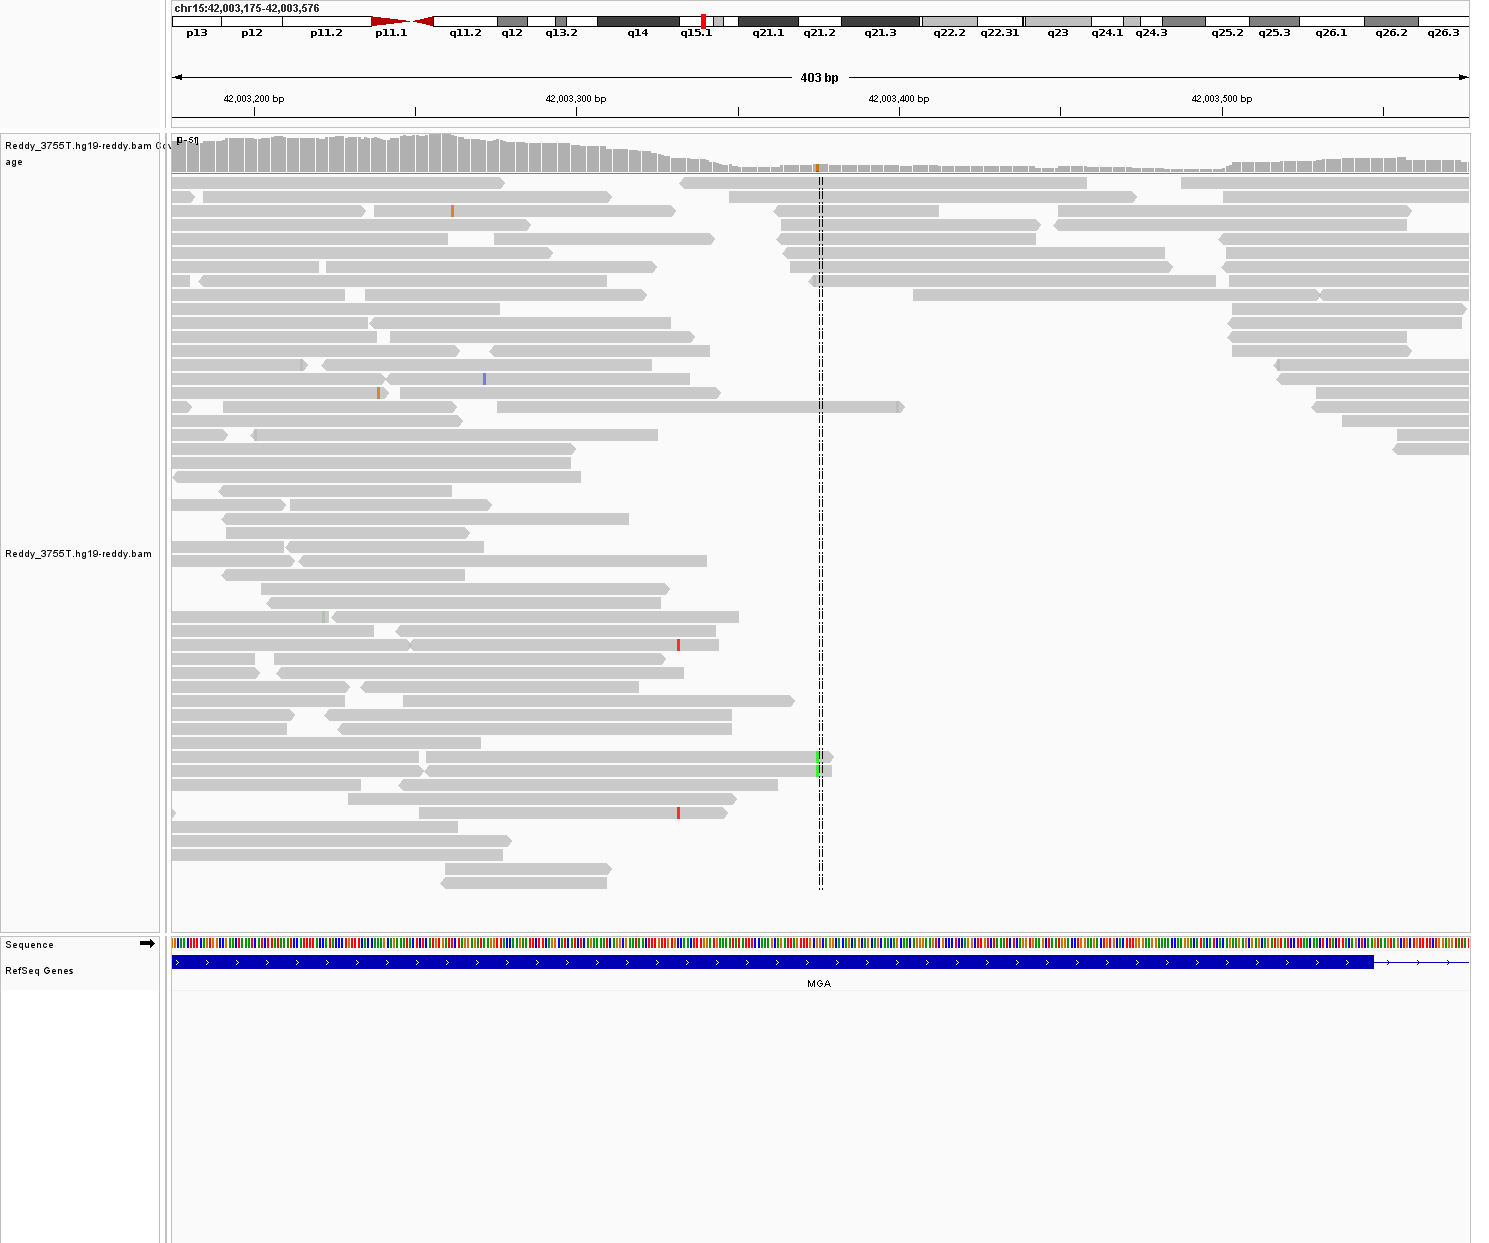 chr15:42,003,175-42,003,576
p13 p12 p11.2 p11.1 q11.2 q12 q13.2 q14 q15.1 q21.1 q21.2 q21.3 q22.2 q22.31 q23 q24.1 q24.3 q25.2 q25.3 q26.1 q26.2 q26.3
403 bp
42,003,200 bp 42,003,300 bp 42,003,400 bp 42,003,500 bp
[0-51]
Reddy_3755T.hg19-reddy.bam Cov
age
Reddy_3755T.hg19-reddy.bam
Sequence
RefSeq Genes
MGA